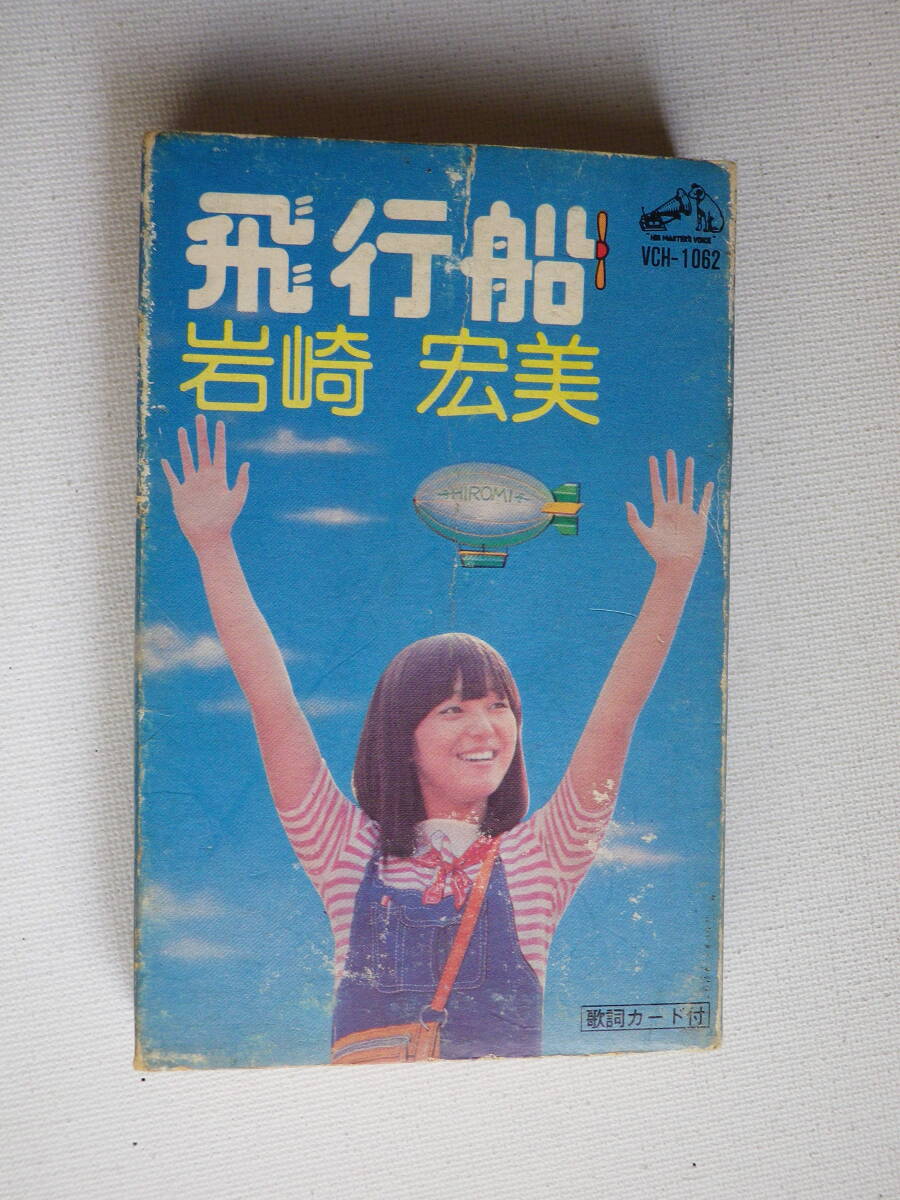 飛行船
岩崎 宏美
"HIS MASTER'S VOICE"
VCH-1062
HIROMI
歌詞カード付